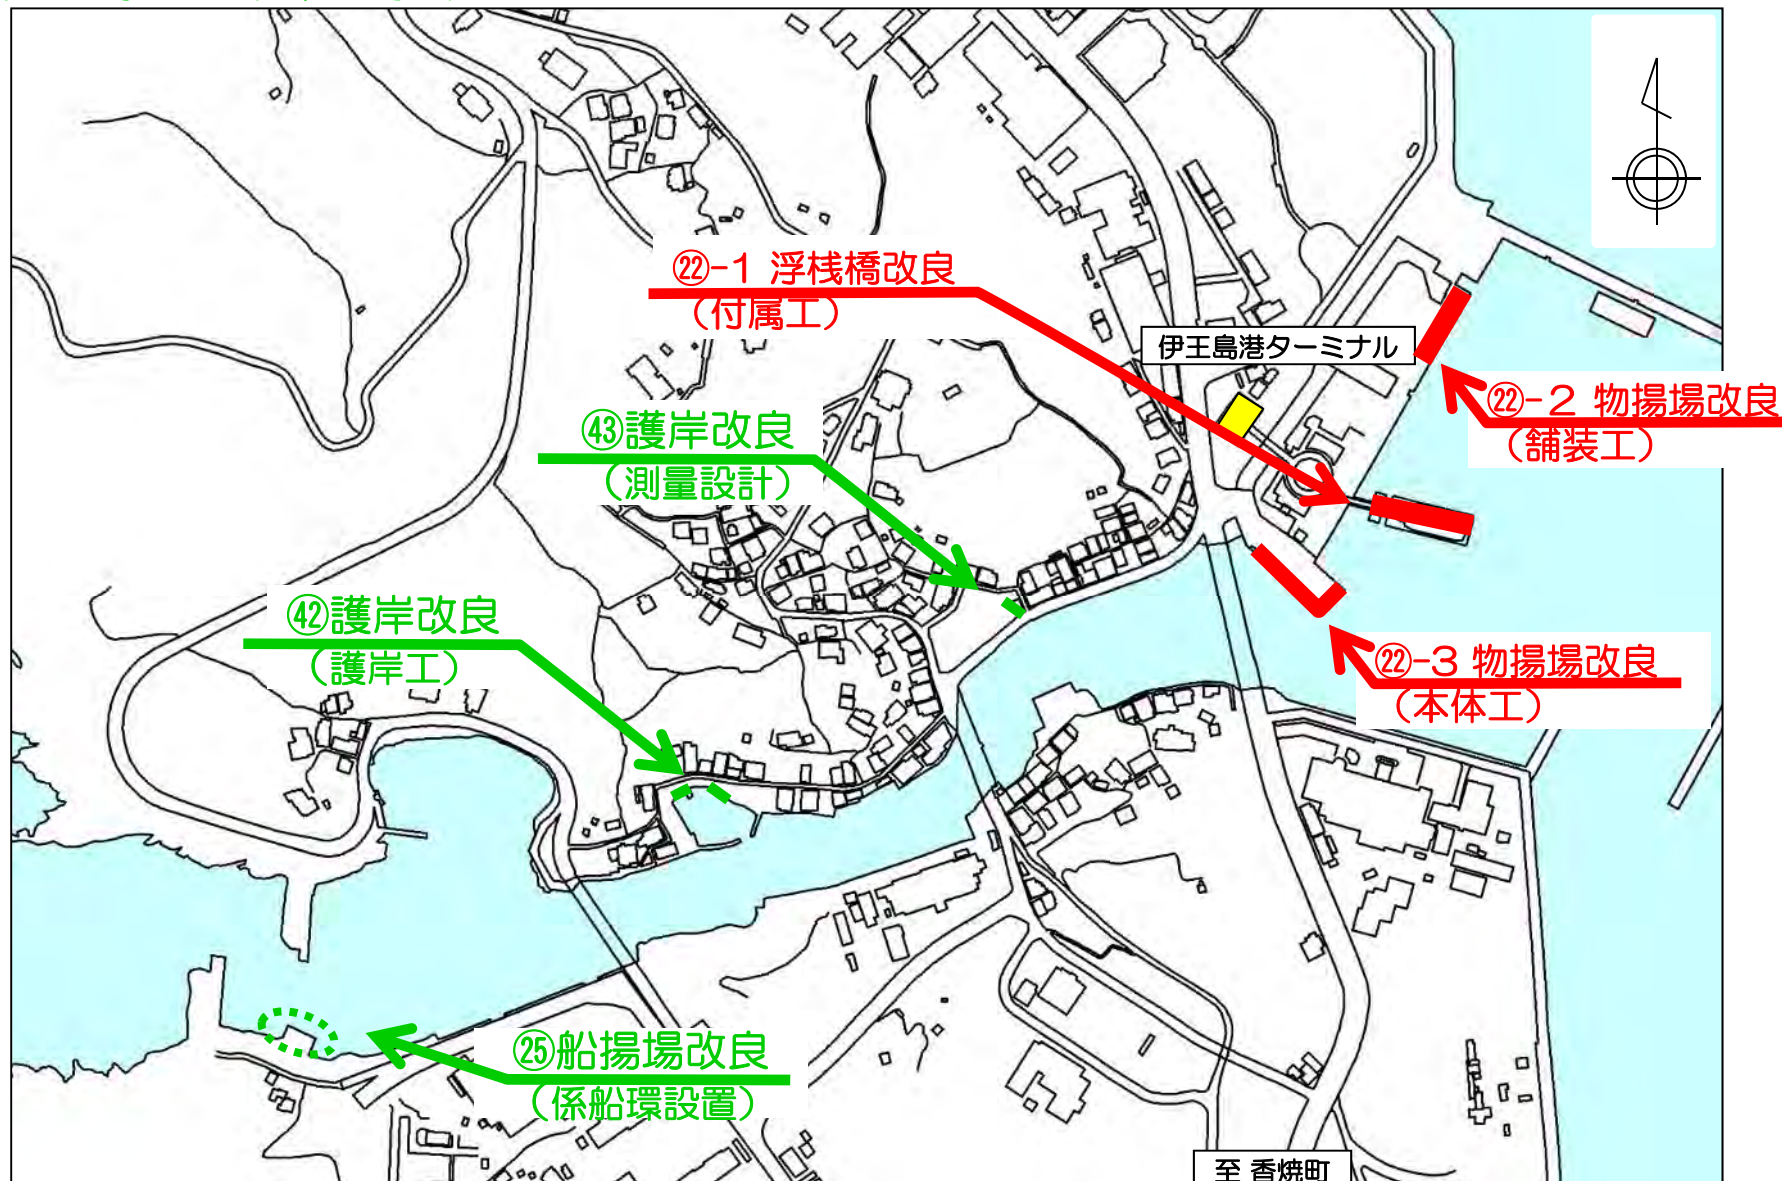 ㉒-1 浮桟橋改良
（付属工）
伊王島港ターミナル
㉒-2 物揚場改良
（舗装工）
㊸護岸改良
（測量設計）
㊷護岸改良
（護岸工）
㉒-3 物揚場改良
（本体工）
㉕船揚場改良
（係船環設置）
至 香焼町